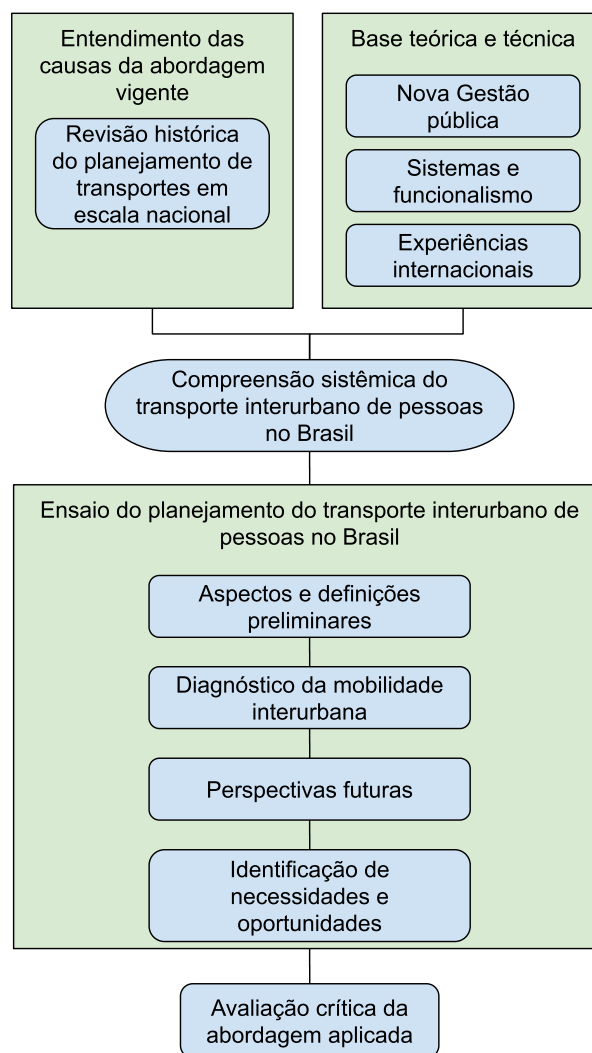 Entendimento das
causas da abordagem
vigente
Revisão histórica
do planejamento de
transportes em
escala nacional
Base teórica e técnica
Nova Gestão
pública
Sistemas e
funcionalismo
Experiências
internacionais
Compreensão sistêmica do
transporte interurbano de pessoas
no Brasil
Ensaio do planejamento do transporte interurbano de
pessoas no Brasil
Aspectos e definições
preliminares
Diagnóstico da mobilidade
interurbana
Perspectivas futuras
Identificação de
necessidades e
oportunidades
Avaliação crítica da
abordagem aplicada